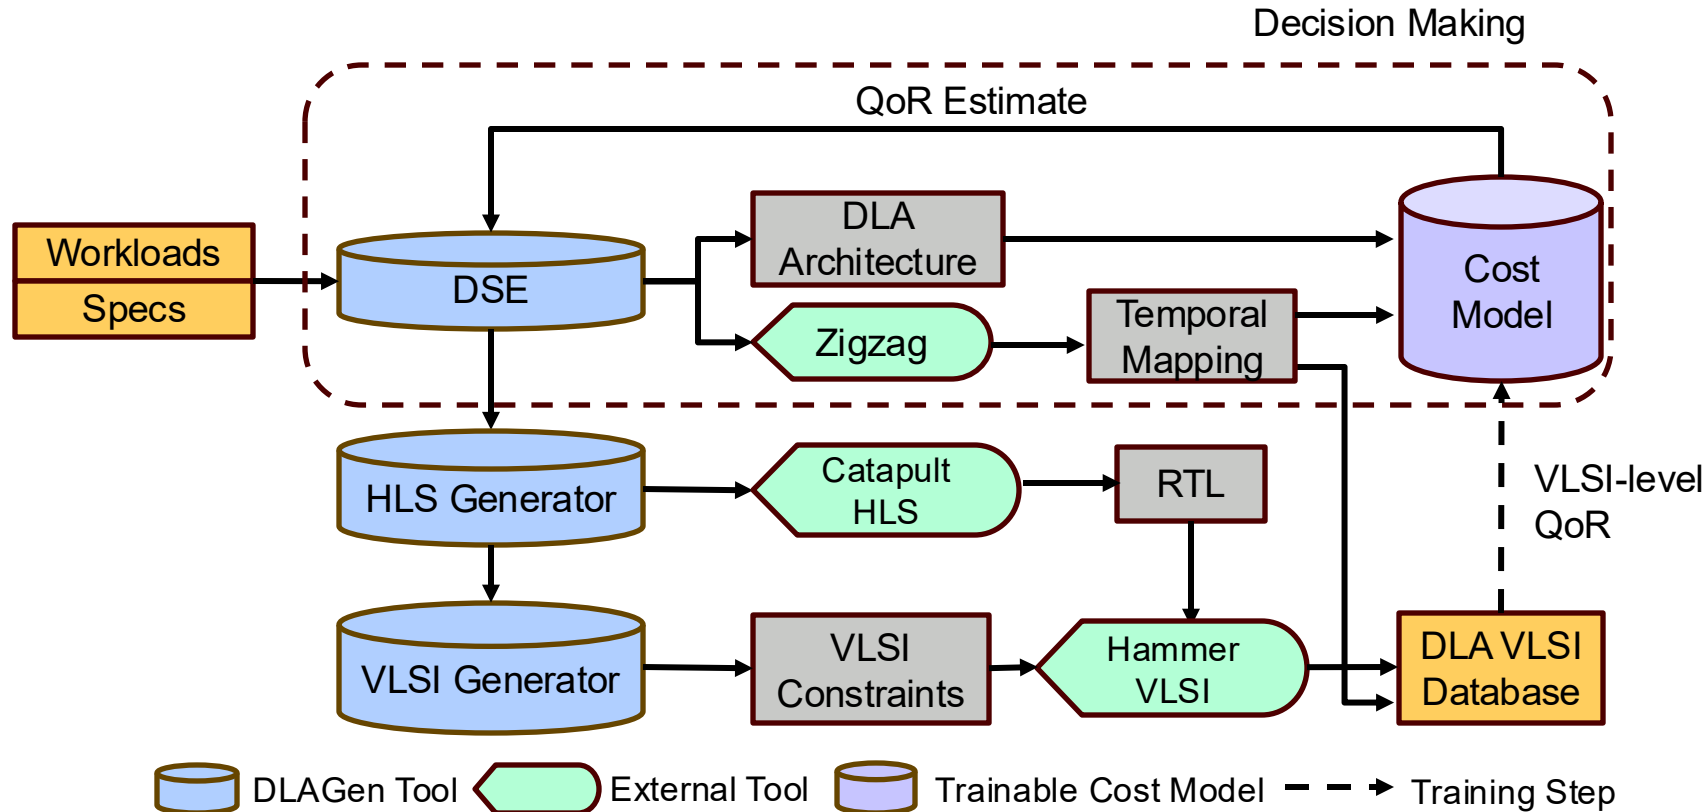 Decision Making
QoR Estimate
Workloads
Specs
DSE
DLA
Architecture
Zigzag
Temporal
Mapping
Cost
Model
HLS Generator
Catapult
HLS
RTL
VLSI-level
QoR
VLSI Generator
VLSI
Constraints
Hammer
VLSI
DLA VLSI
Database
DLAGen Tool
External Tool
Trainable Cost Model
Training Step